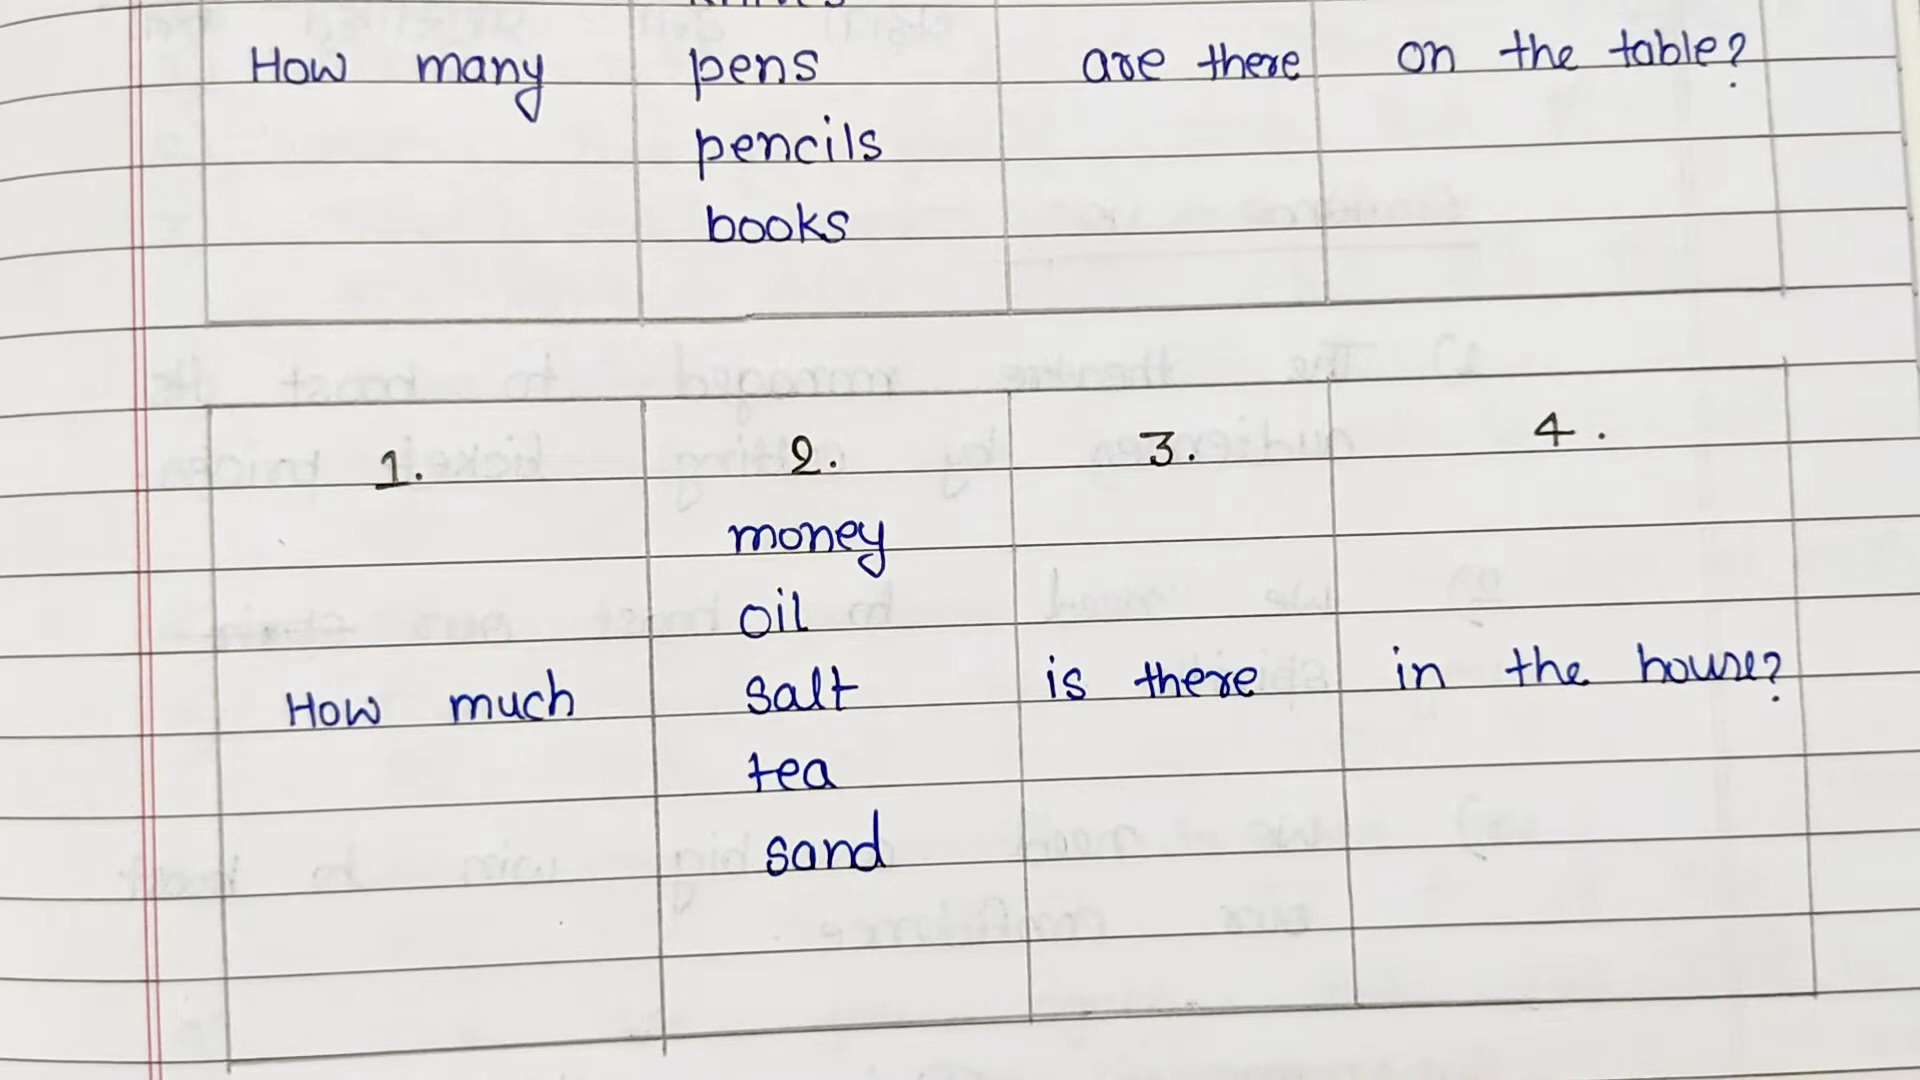 How many pens are there on the table?
pencils
books
1. 2. 3. 4.
money
oil
How much salt is there in the house?
tea
sand